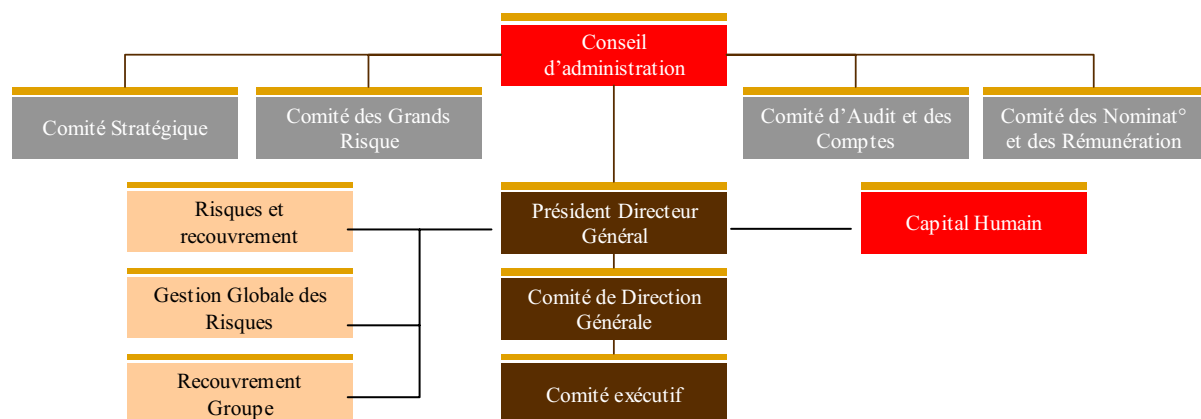 Conseil
d’administration
Comité Stratégique
Comité des Grands
Risque
Comité d’Audit et des
Comptes
Comité des Nominat°
et des Rémunération
Risques et
recouvrement
Président Directeur
Général
Capital Humain
Gestion Globale des
Risques
Comité de Direction
Générale
Recouvrement
Groupe
Comité exécutif